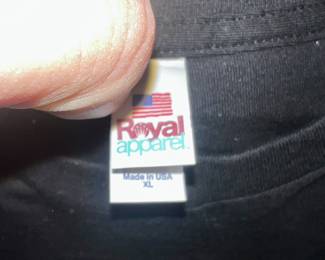 Royal
apparel.
Made in USA
XL